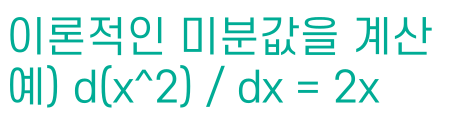 이론적인 미분값을 계산
예) d(x^2) / dx = 2x